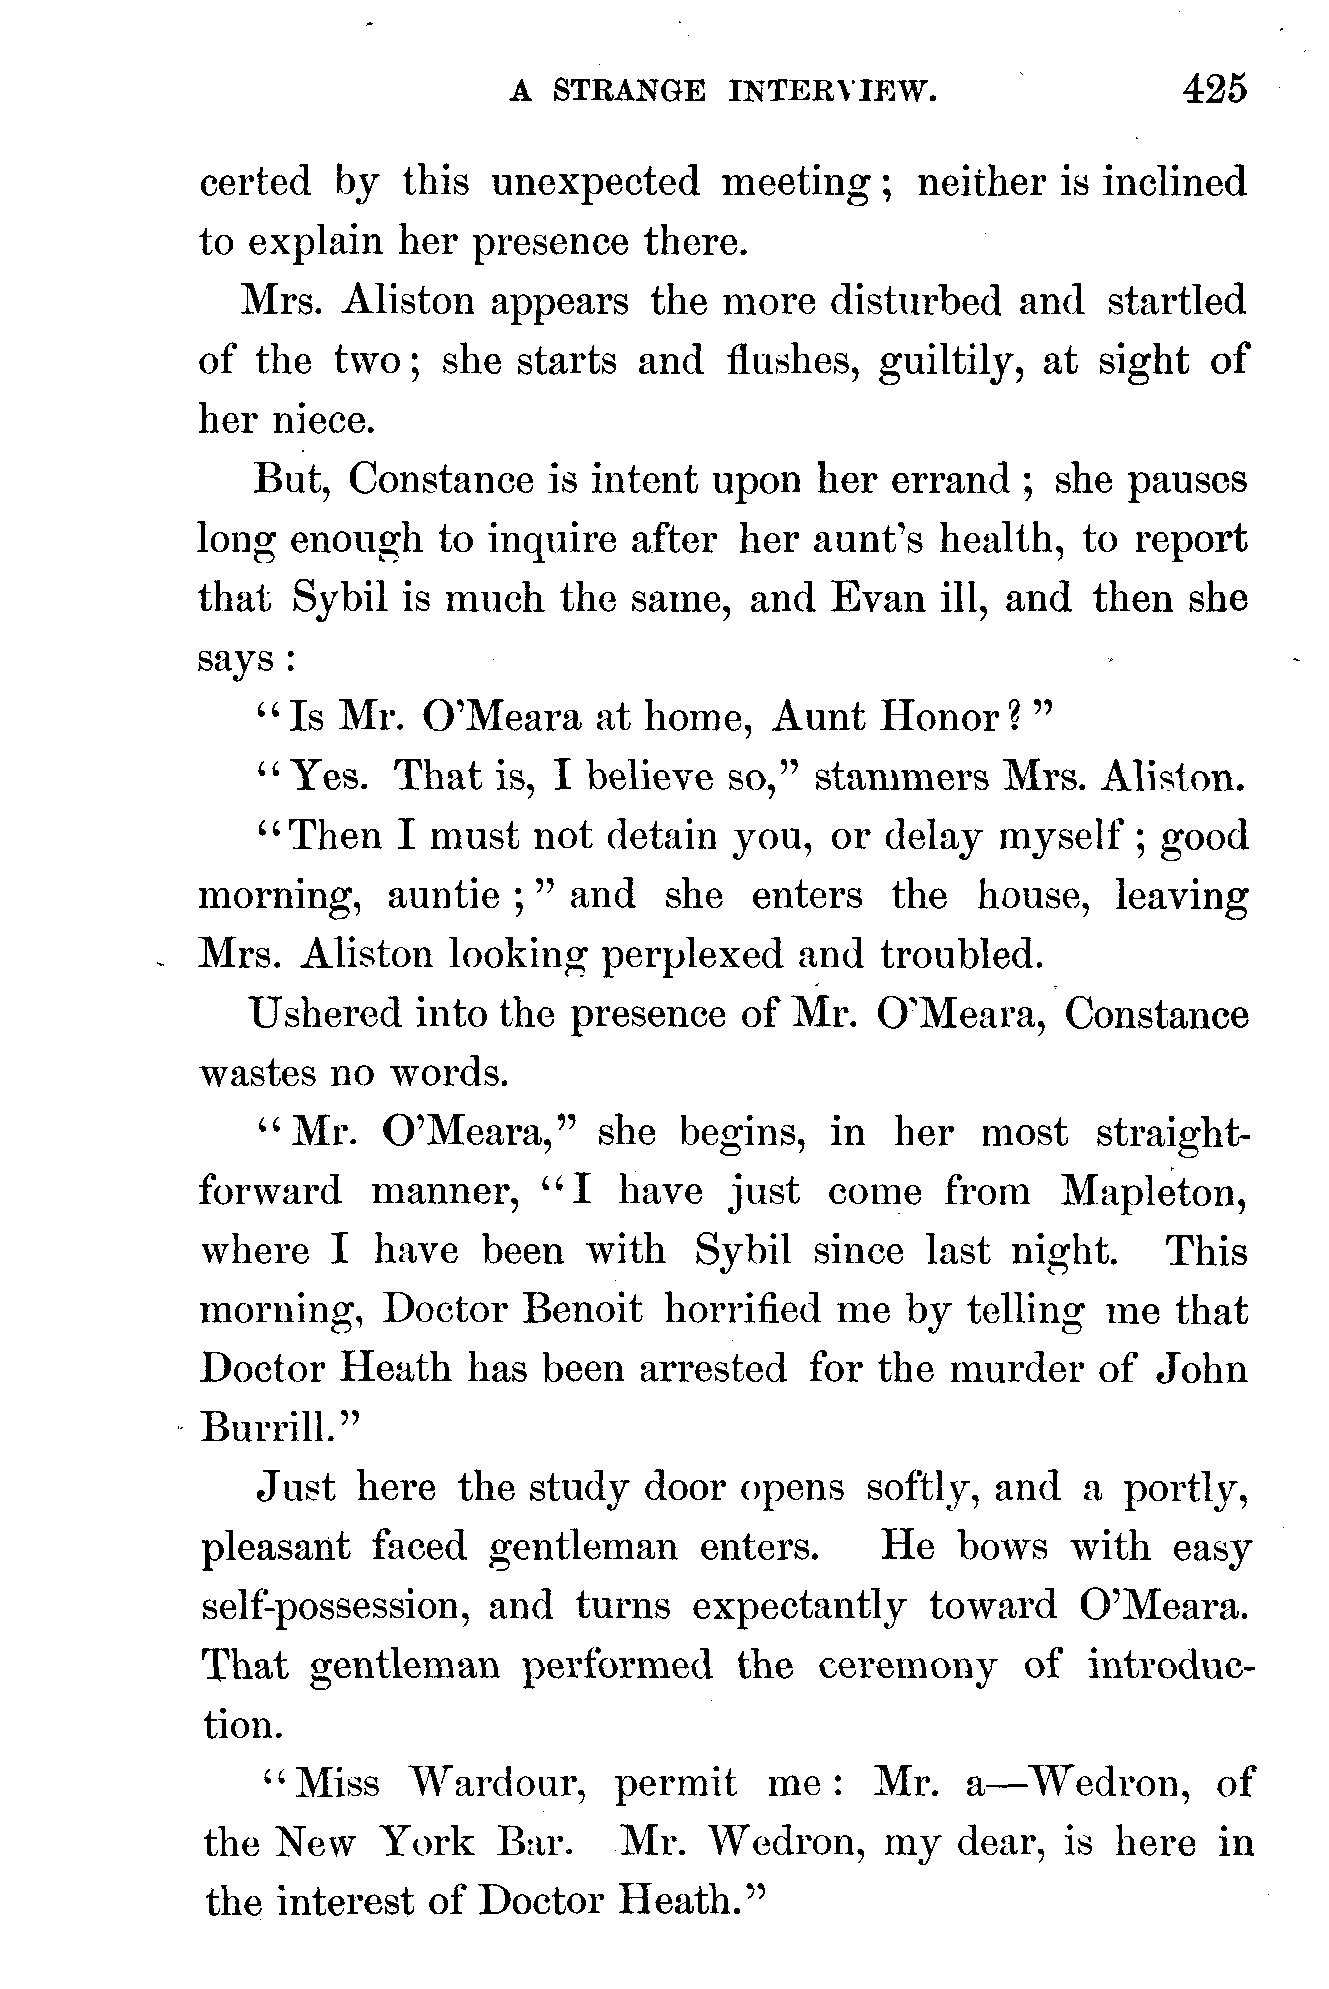 A STRANGE INTERVIEW. 425
certed by this unexpected meeting; neither is inclined
to explain her presence there.
Mrs. Aliston appears the more disturbed and startled
of the two; she starts and flushes, guiltily, at sight of
her niece.
But, Constance is intent upon her errand; she pauses
long enough to inquire after her aunt's health, to report
that Sybil is much the same, and Evan ill, and then she
says:
"Is Mr. O'Meara at home, Aunt Honor?"
"Yes. That is, I believe so," stammers Mrs. Aliston.
"Then I must not detain you, or delay myself; good
morning, auntie;" and she enters the house, leaving
Mrs. Aliston looking perplexed and troubled.
Ushered into the presence of Mr. O'Meara, Constance
wastes no words.
"Mr. O'Meara," she begins, in her most straight-
forward manner, "I have just come from Mapleton,
where I have been with Sybil since last night. This
morning, Doctor Benoit horrified me by telling me that
Doctor Heath has been arrested for the murder of John
Burrill."
Just here the study door opens softly, and a portly,
pleasant faced gentleman enters. He bows with easy
self-possession, and turns expectantly toward O'Meara.
That gentleman performed the ceremony of introduc-
tion.
"Miss Wardour, permit me: Mr. a—Wedron, of
the New York Bar. Mr. Wedron, my dear, is here in
the interest of Doctor Heath."